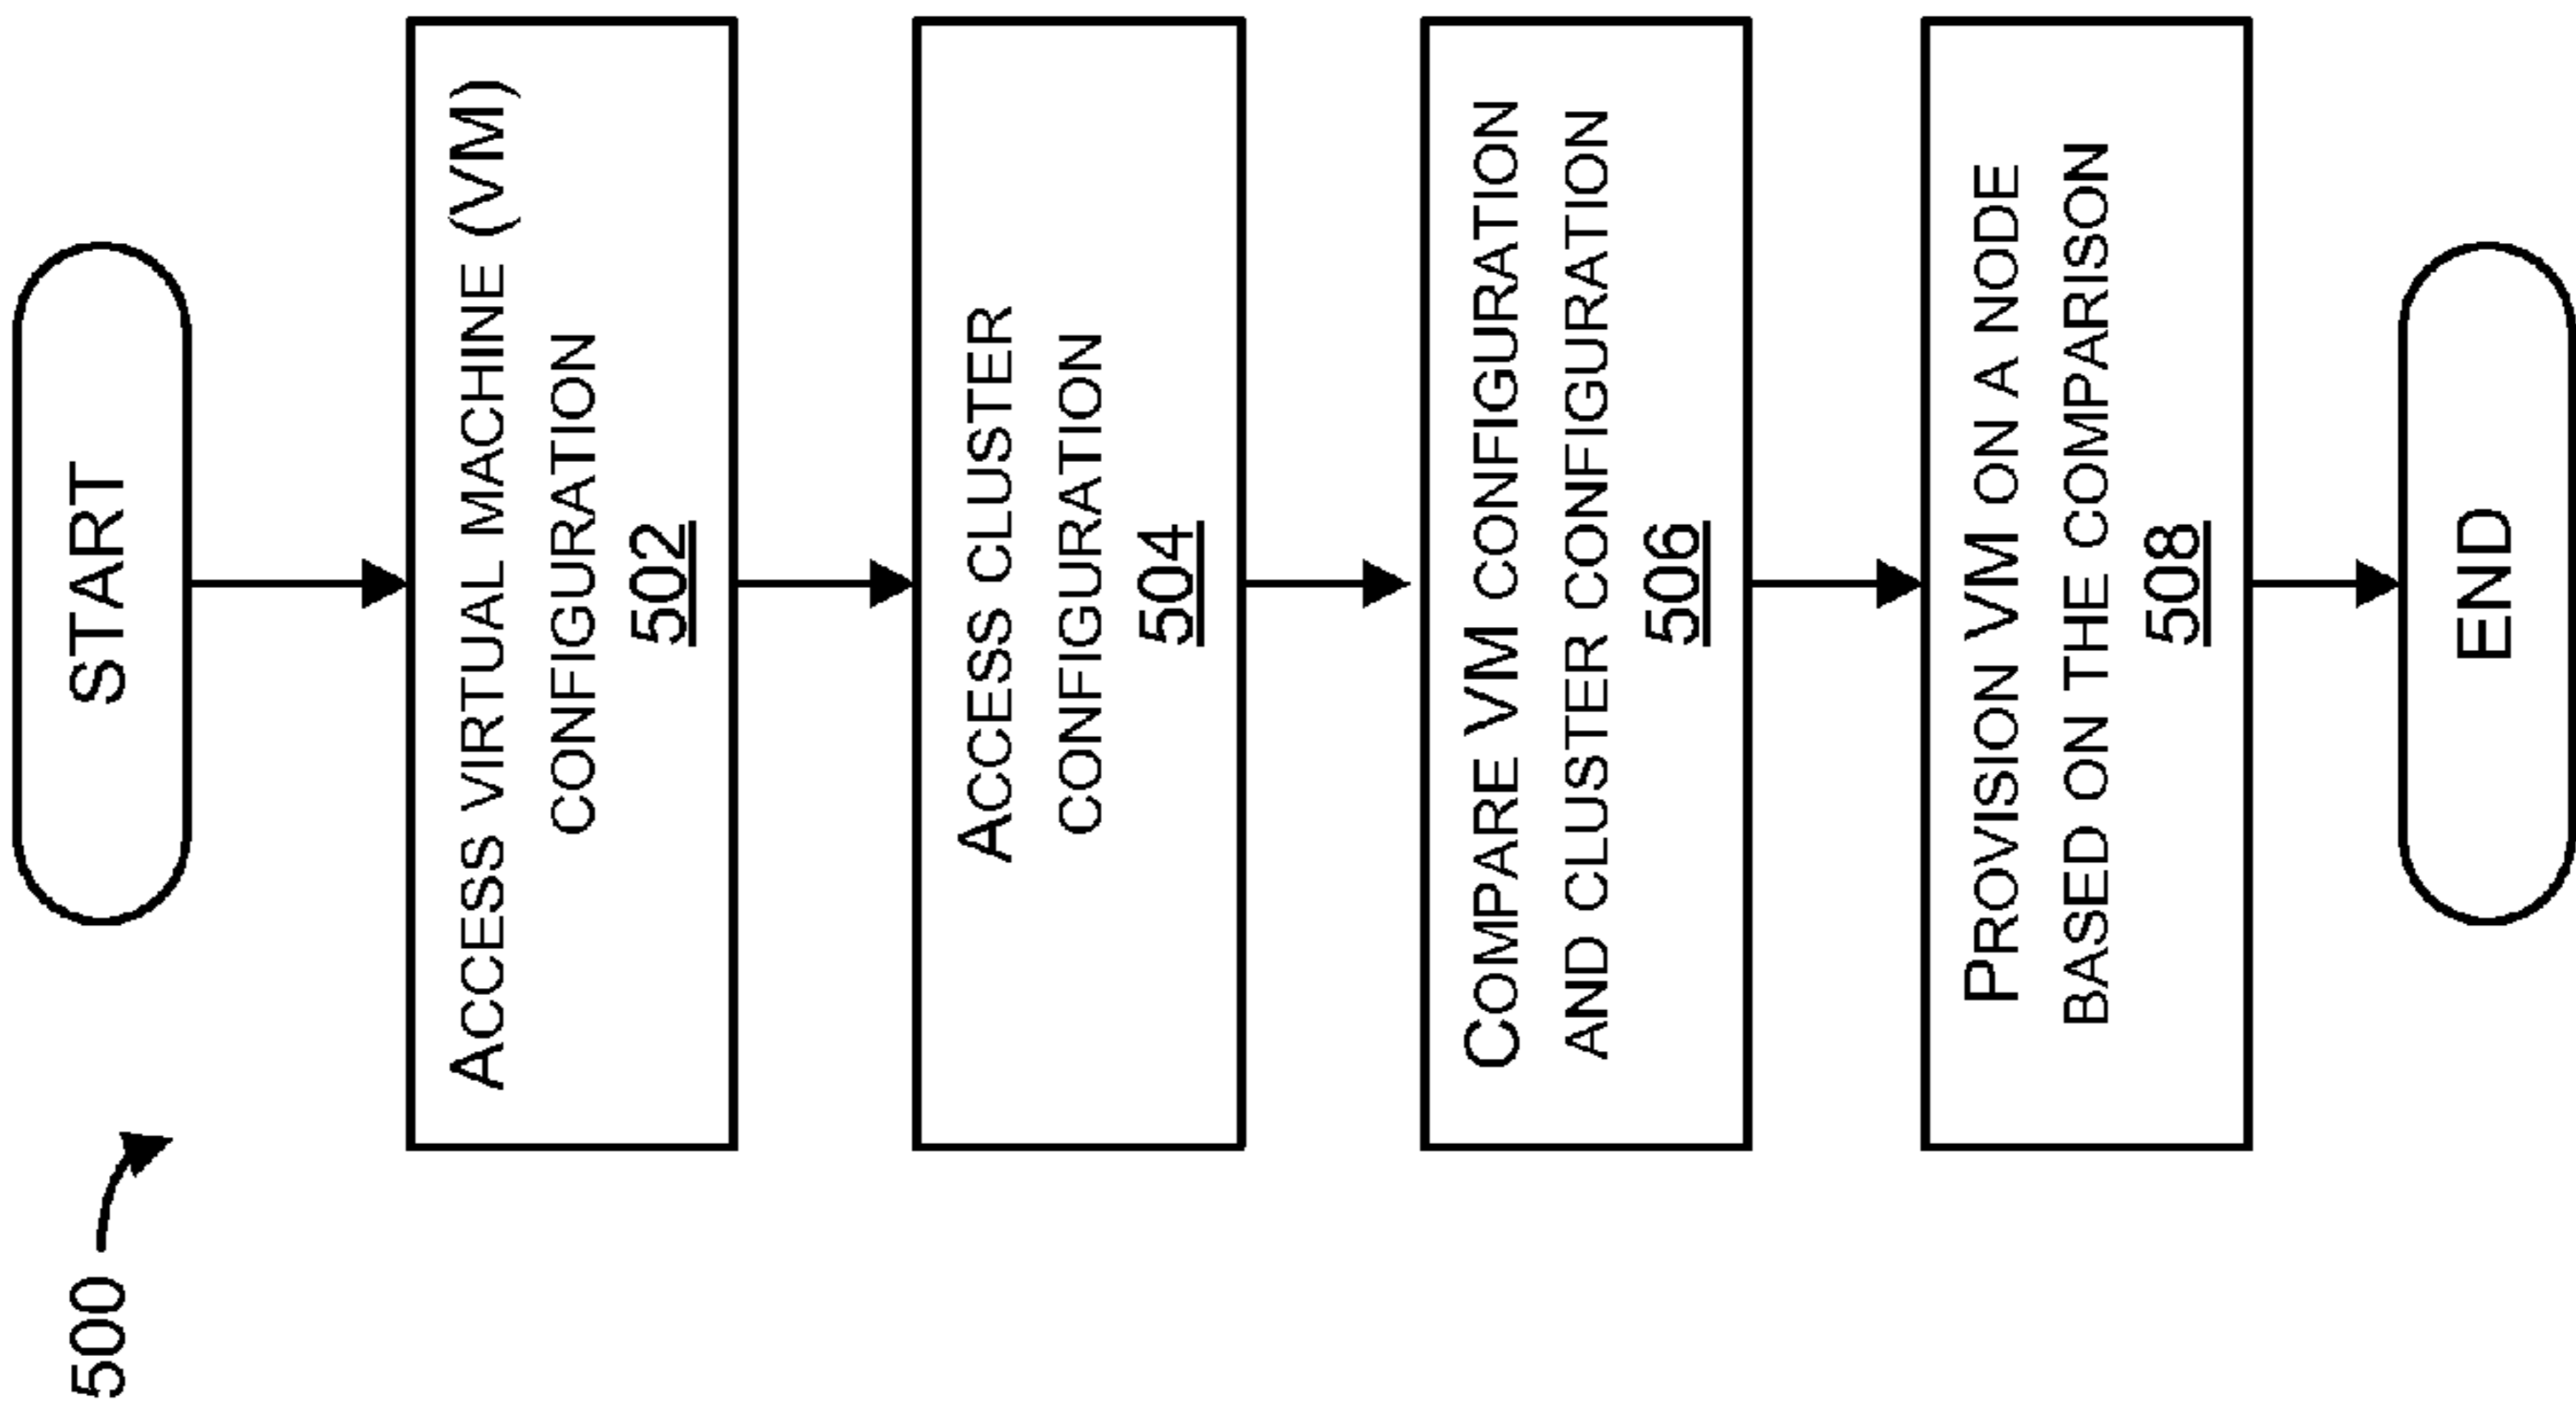 500
START
ACCESS VIRTUAL MACHINE (VM)
CONFIGURATION
502
ACCESS CLUSTER
CONFIGURATION
504
COMPARE VM CONFIGURATION
AND CLUSTER CONFIGURATION
506
PROVISION VM ON A NODE
BASED ON THE COMPARISON
508
END